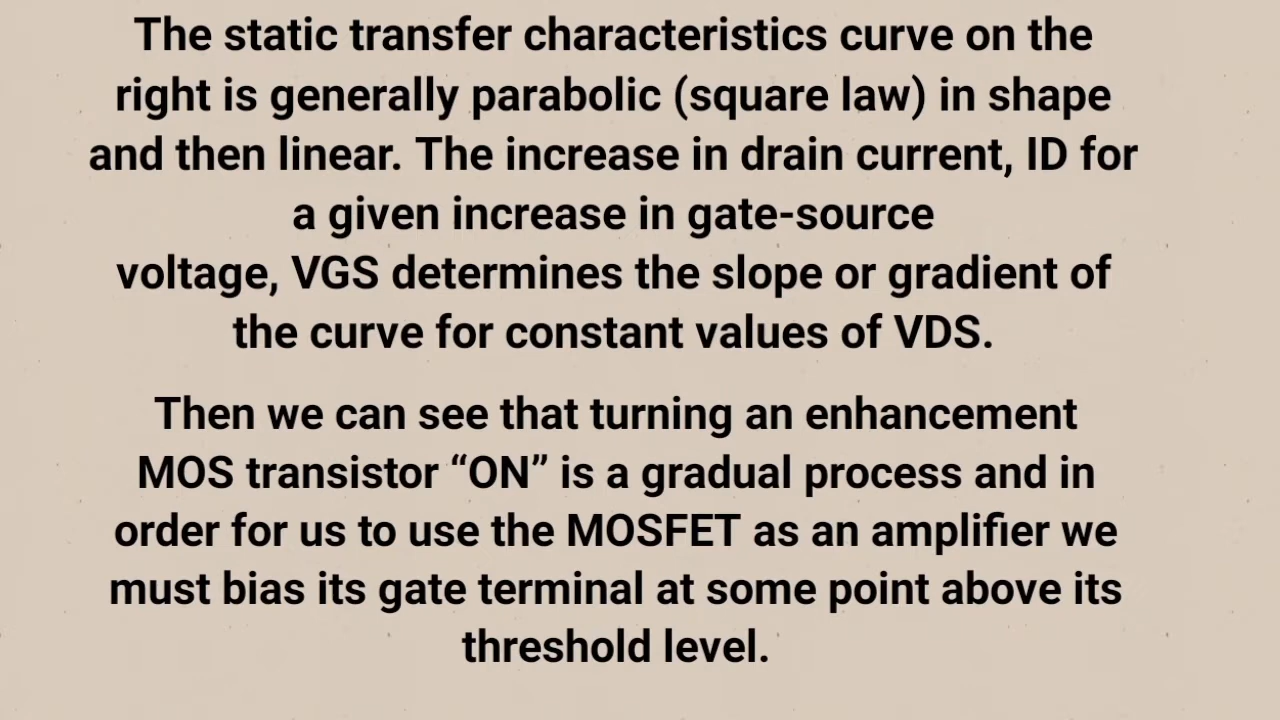 The static transfer characteristics curve on the
right is generally parabolic (square law) in shape
and then linear. The increase in drain current, ID for
a given increase in gate-source
voltage, VGS determines the slope or gradient of
the curve for constant values of VDS.
Then we can see that turning an enhancement
MOS transistor “ON” is a gradual process and in
order for us to use the MOSFET as an amplifier we
must bias its gate terminal at some point above its
threshold level.